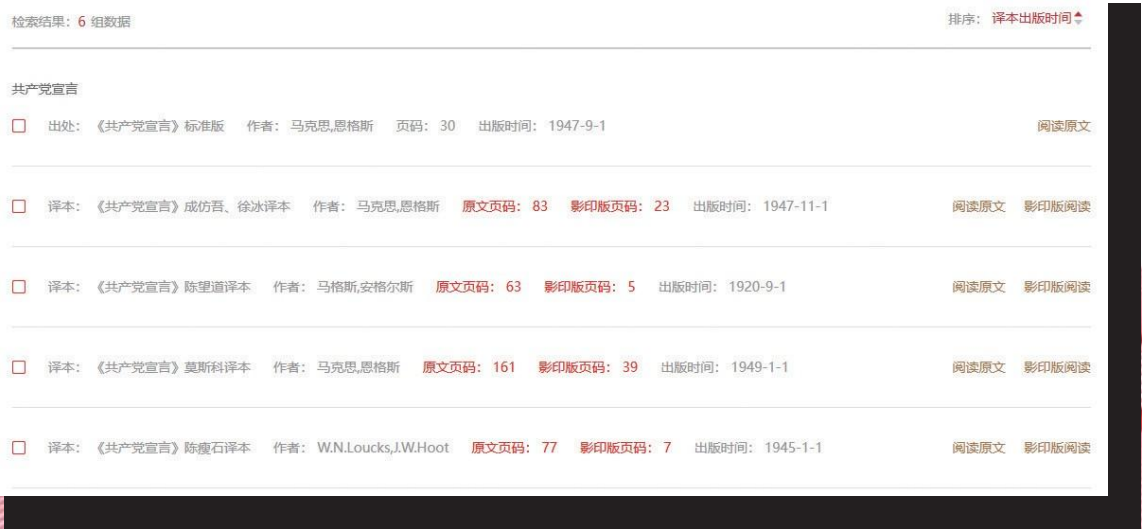 检索结果：6 组数据 排序： 译本出版时间
共产党宣言
出处：《共产党宣言》标准版 作者：马克思,恩格斯 页码：30 出版时间：1947-9-1 阅读原文
译本：《共产党宣言》成仿吾、徐冰译本 作者：马克思,恩格斯 原文页码：83 影印版页码：23 出版时间：1947-11-1 阅读原文 影印版阅读
译本：《共产党宣言》陈望道译本 作者：马格斯,安格尔斯 原文页码：63 影印版页码：5 出版时间：1920-9-1 阅读原文 影印版阅读
译本：《共产党宣言》莫斯科译本 作者：马克思,恩格斯 原文页码：161 影印版页码：39 出版时间：1949-1-1 阅读原文 影印版阅读
译本：《共产党宣言》陈瘦石译本 作者：W.N.Loucks,J.W.Hoot 原文页码：77 影印版页码：7 出版时间：1945-1-1 阅读原文 影印版阅读